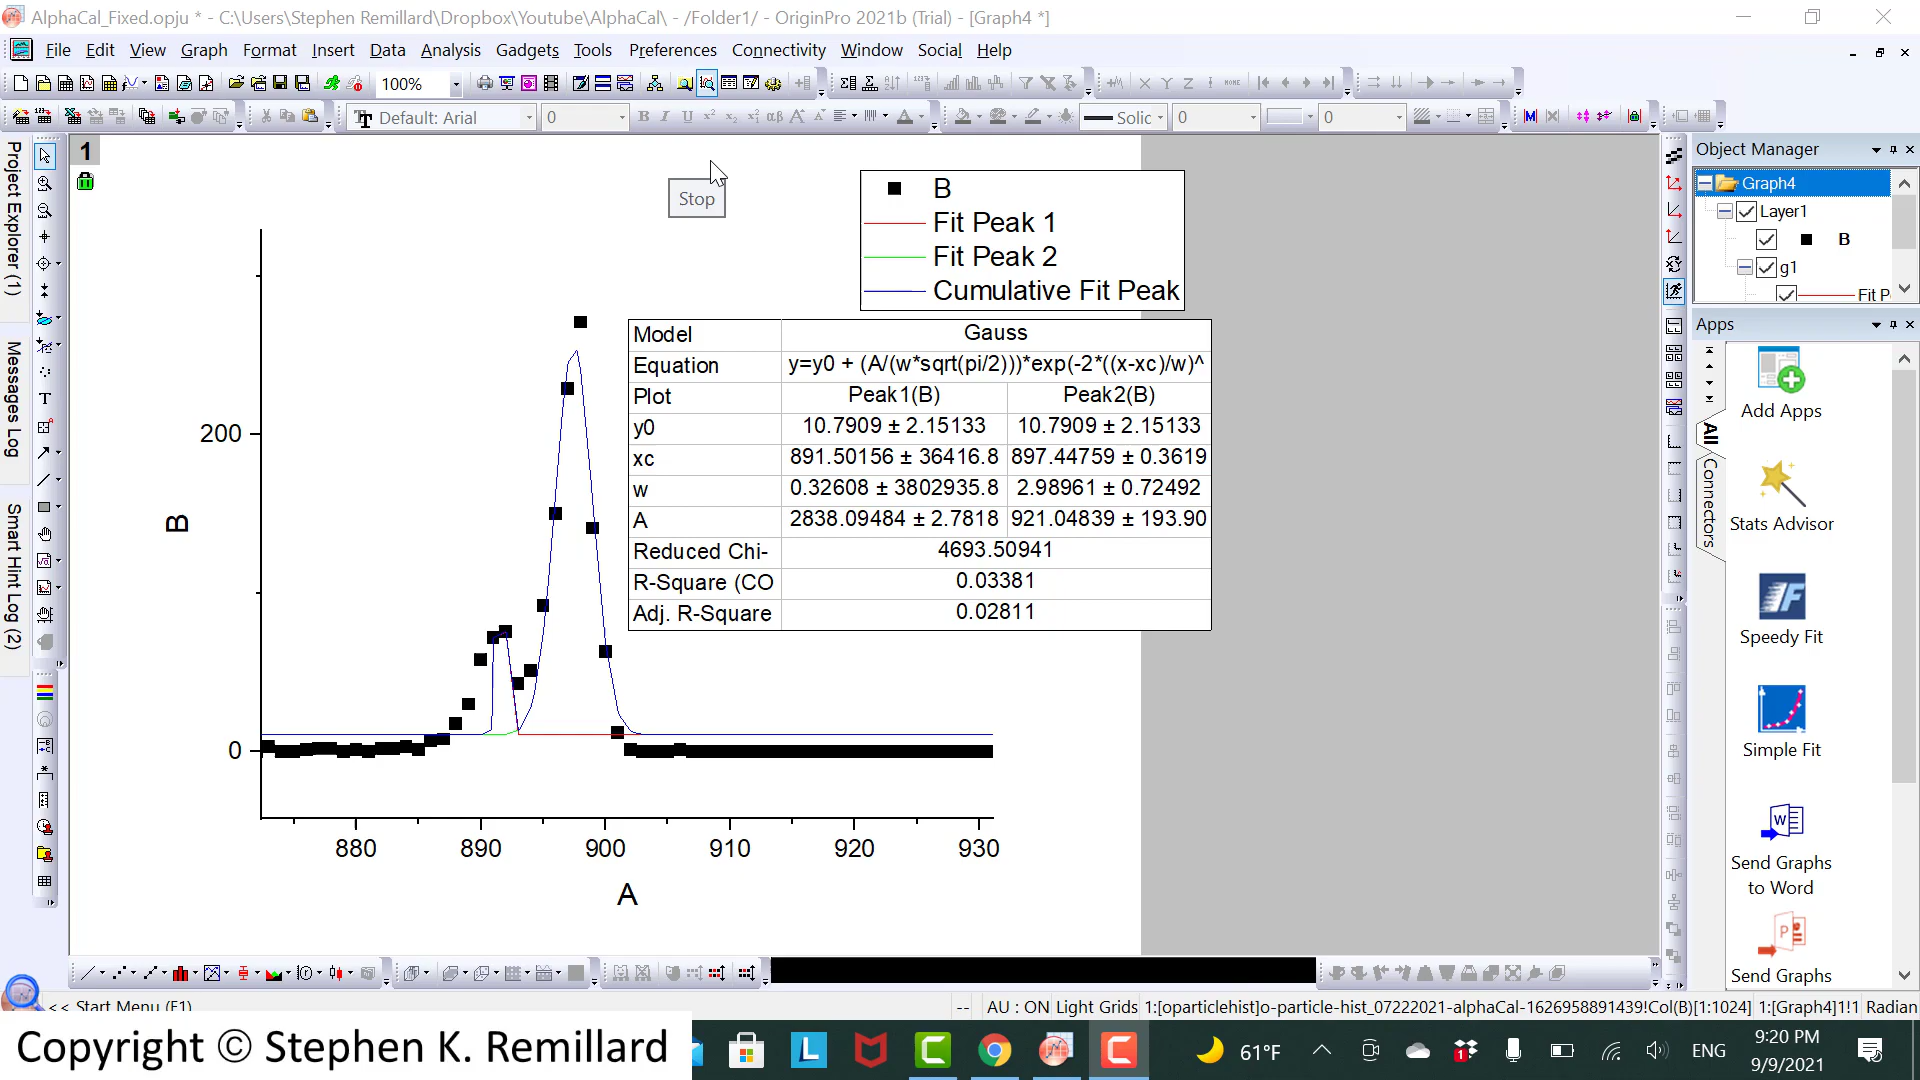 AlphaCal_Fixed.opju * - C:\Users\Stephen Remillard\Dropbox\Youtube\AlphaCal\ - /Folder1/ - OriginPro 2021b (Trial) - [Graph4 *]
File Edit View Graph Format Insert Data Analysis Gadgets Tools Preferences Connectivity Window Social Help
100%
Default: Arial 0 B I U Solic 0 0
Project Explorer (1)
Messages Log
Smart Hint Log (2)
1
Stop
B
Fit Peak 1
Fit Peak 2
Cumulative Fit Peak
Model Gauss
Equation y=y0 + (A/(w*sqrt(pi/2)))*exp(-2*((x-xc)/w)^
Plot Peak1(B) Peak2(B)
y0 10.7909 ± 2.15133 10.7909 ± 2.15133
xc 891.50156 ± 36416.8 897.44759 ± 0.3619
w 0.32608 ± 3802935.8 2.98961 ± 0.72492
A 2838.09484 ± 2.7818 921.04839 ± 193.90
Reduced Chi- 4693.50941
R-Square (CO 0.03381
Adj. R-Square 0.02811
B
200
0
880 890 900 910 920 930
A
Object Manager
Graph4
Layer1
B
g1
Fit P
Apps
All
Connectors
Add Apps
Stats Advisor
Speedy Fit
Simple Fit
Send Graphs
to Word
Send Graphs
<< Start Menu (F1)
-- AU : ON Light Grids 1:[oparticlehist]o-particle-hist_07222021-alphaCal-1626958891439!Col(B)[1:1024] 1:[Graph4]1!1 Radian
Copyright © Stephen K. Remillard
61°F
ENG
9:20 PM
9/9/2021